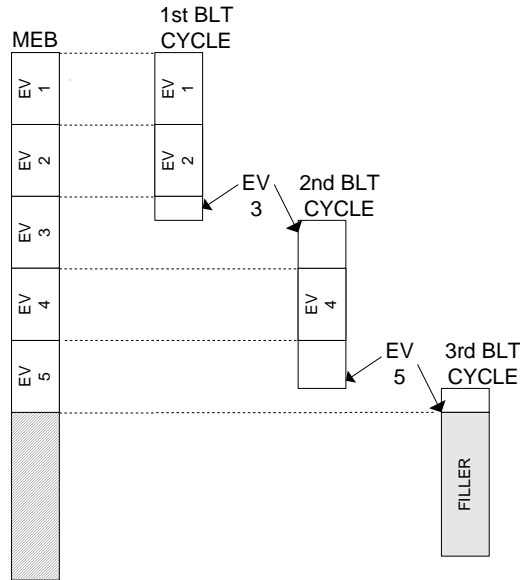 1st BLT
CYCLE
MEB
EV
1
EV
1
EV
2
EV
2
EV
3
2nd BLT
CYCLE
EV
3
EV
4
EV
4
EV
5
3rd BLT
CYCLE
EV
5
FILLER